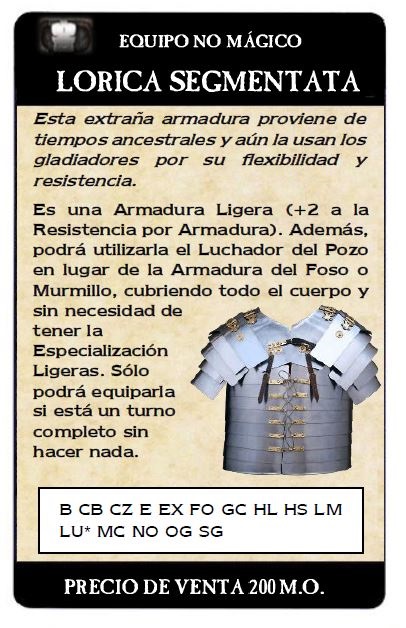 EQUIPO NO MÁGICO
LORICA SEGMENTATA
Esta extraña armadura proviene de
tiempos ancestrales y aún la usan los
gladiadores por su flexibilidad y
resistencia.
Es una Armadura Ligera (+2 a la
Resistencia por Armadura). Además,
podrá utilizarla el Luchador del Pozo
en lugar de la Armadura del Foso o
Murmillo, cubriendo todo el cuerpo y
sin necesidad de
tener la
Especialización
Ligeras. Sólo
podrá equiparla
si está un turno
completo sin
hacer nada.
B CB CZ E EX FO GC HL HS LM
LU* MC NO OG SG
PRECIO DE VENTA 200 M.O.